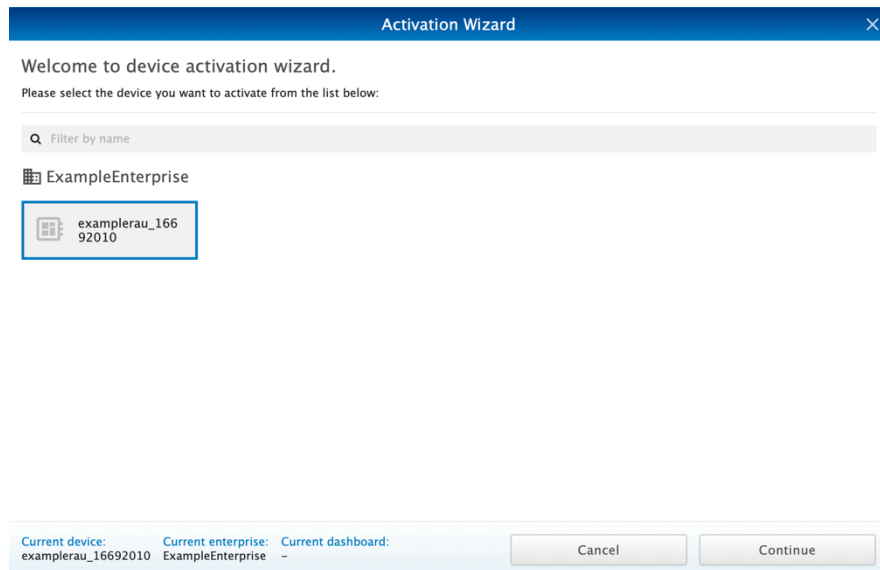 Activation Wizard
Welcome to device activation wizard.
Please select the device you want to activate from the list below:
Filter by name
ExampleEnterprise
examplerau_166
92010
Current device: Current enterprise: Current dashboard:
examplerau_16692010 ExampleEnterprise –
Cancel Continue